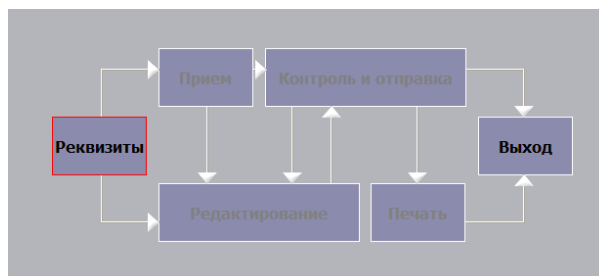 Прием
Контроль и отправка
Реквизиты
Выход
Редактирование
Печать